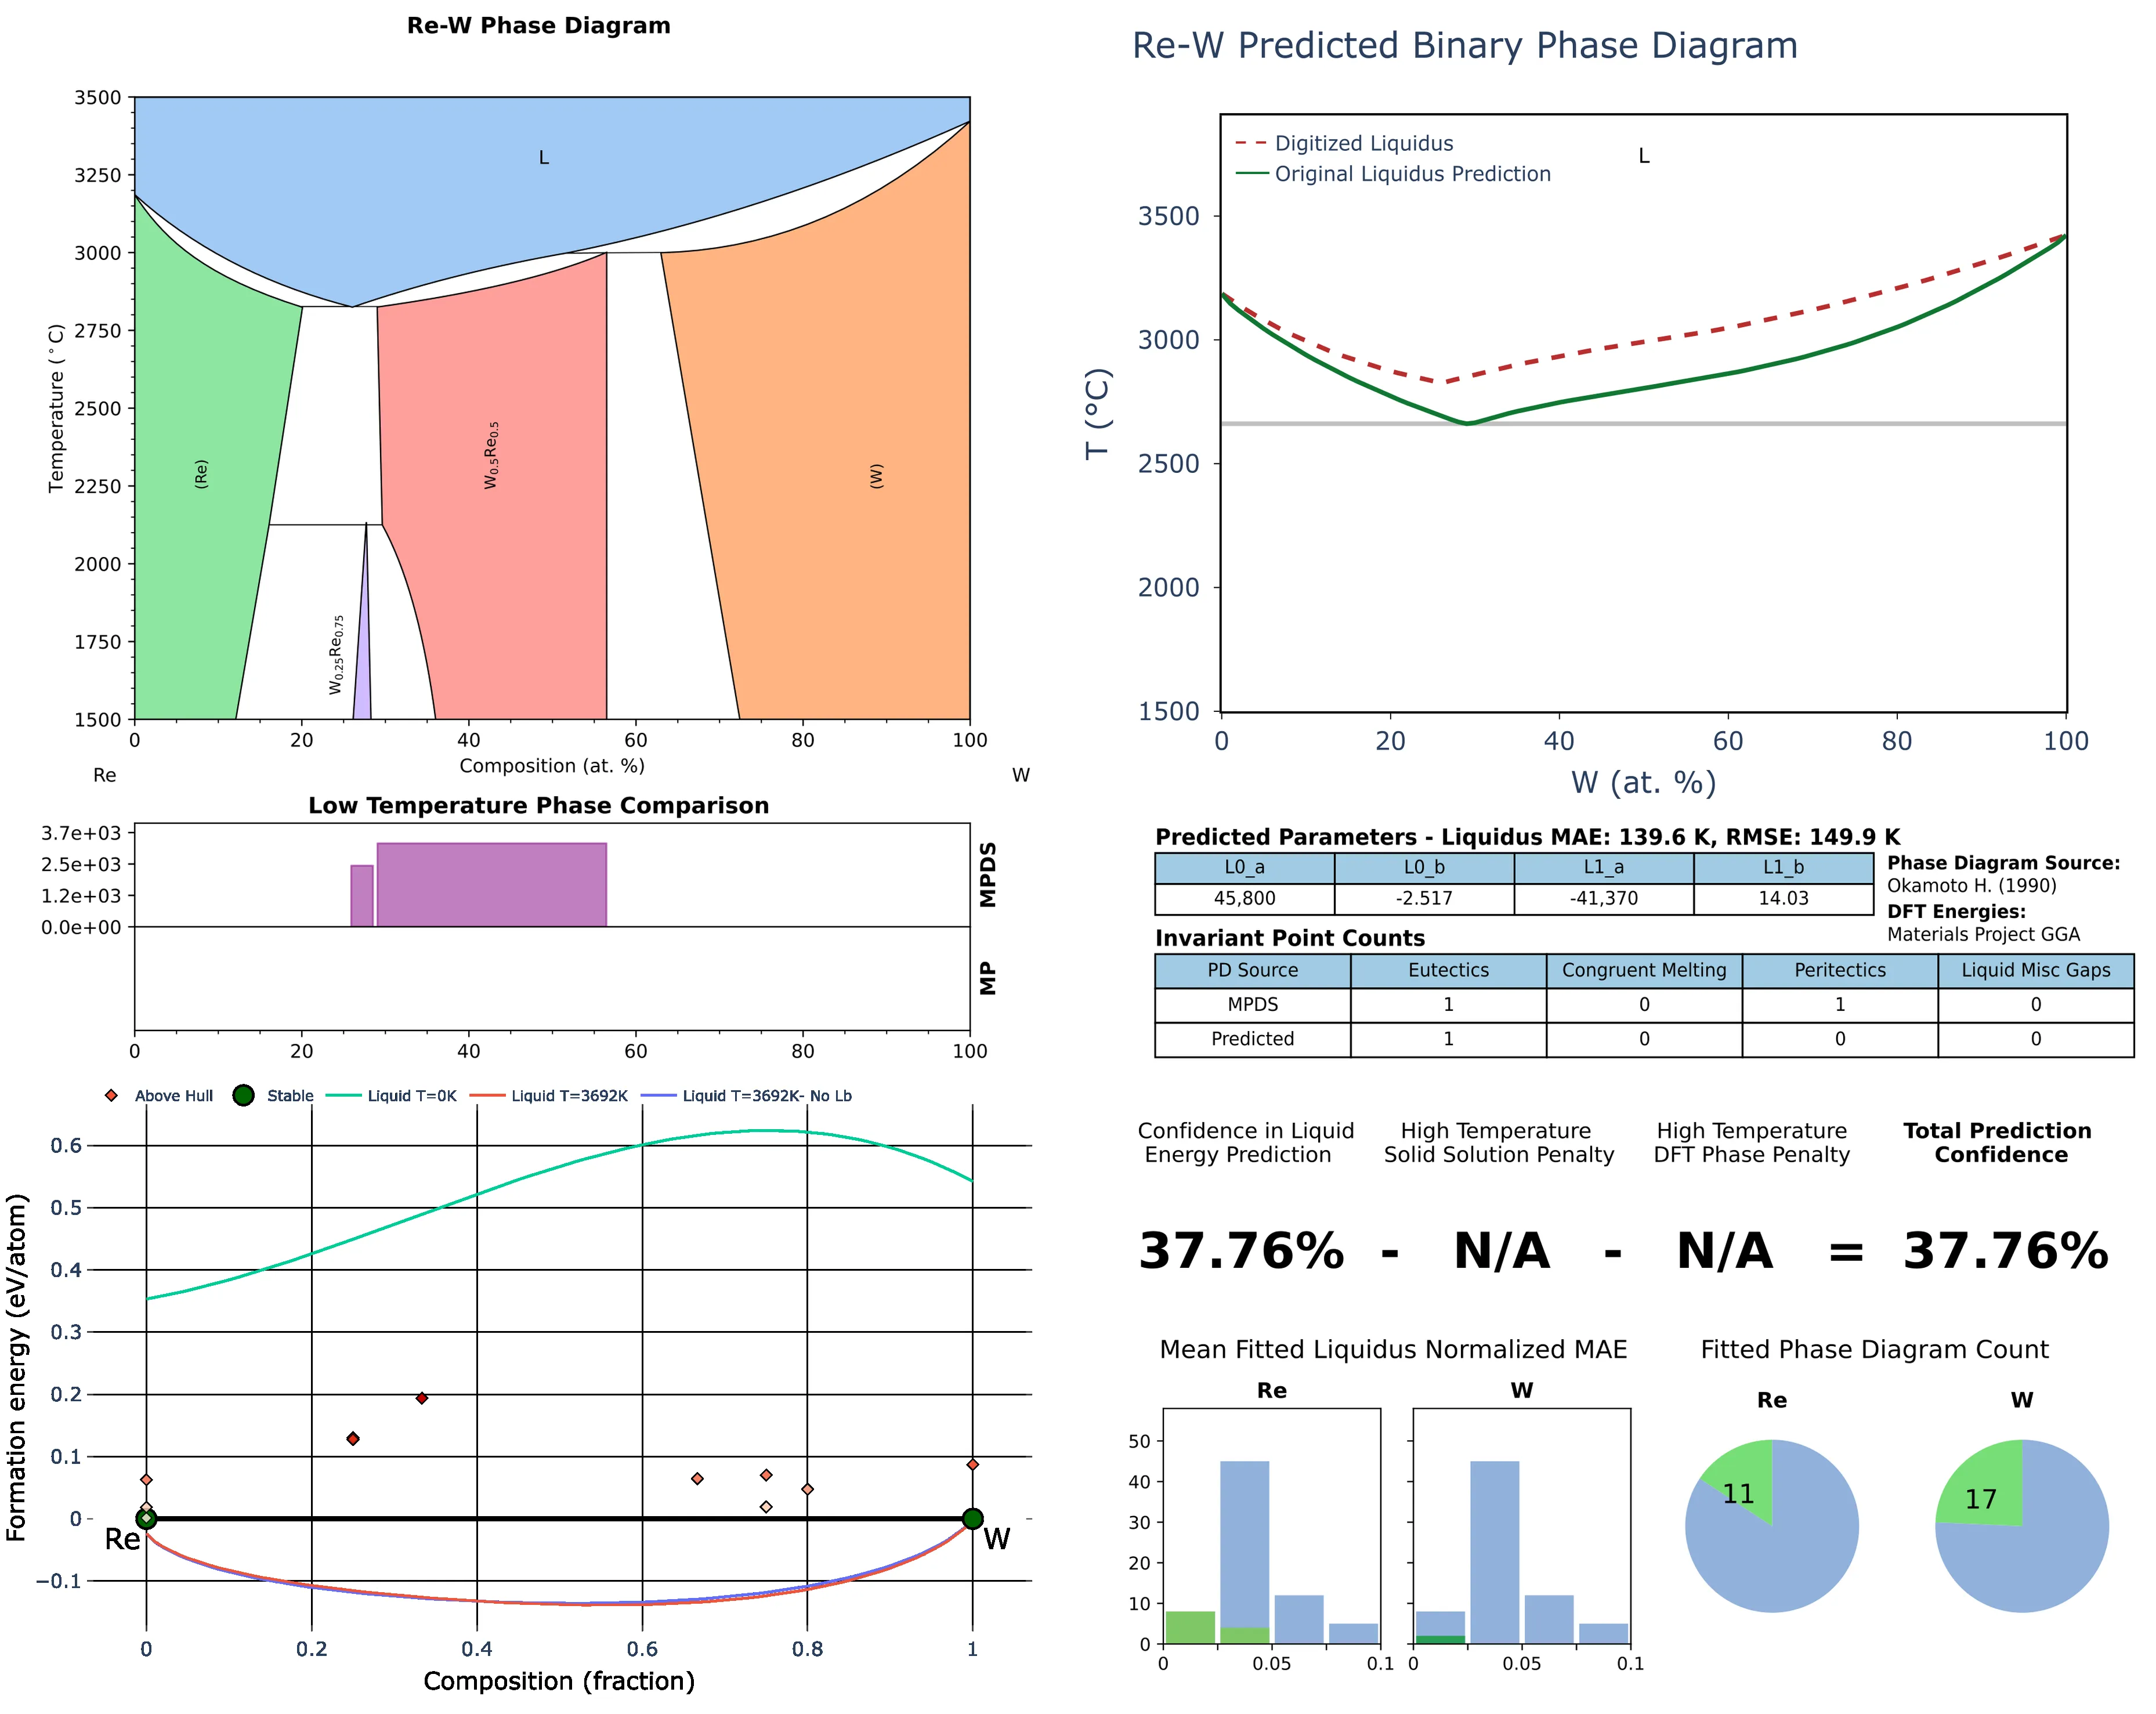 Re-W Phase Diagram
3500
3250
3000
2750
2500
2250
2000
1750
1500
Temperature (°C)
L
(Re)
W0.25Re0.75
W0.5Re0.5
(W)
0 20 40 60 80 100
Composition (at. %)
Re W
Low Temperature Phase Comparison
3.7e+03
2.5e+03
1.2e+03
0.0e+00
MPDS
MP
0 20 40 60 80 100
Above Hull Stable Liquid T=0K Liquid T=3692K Liquid T=3692K- No Lb
0.6
0.5
0.4
0.3
0.2
0.1
0
−0.1
Formation energy (eV/atom)
Re W
0 0.2 0.4 0.6 0.8 1
Composition (fraction)
Re-W Predicted Binary Phase Diagram
Digitized Liquidus
Original Liquidus Prediction
L
3500
3000
2500
2000
1500
T (°C)
0 20 40 60 80 100
W (at. %)
Predicted Parameters - Liquidus MAE: 139.6 K, RMSE: 149.9 K
L0_a L0_b L1_a L1_b
45,800 -2.517 -41,370 14.03
Phase Diagram Source:
Okamoto H. (1990)
DFT Energies:
Materials Project GGA
Invariant Point Counts
PD Source Eutectics Congruent Melting Peritectics Liquid Misc Gaps
MPDS 1 0 1 0
Predicted 1 0 0 0
Confidence in Liquid
Energy Prediction
High Temperature
Solid Solution Penalty
High Temperature
DFT Phase Penalty
Total Prediction
Confidence
37.76% - N/A - N/A = 37.76%
Mean Fitted Liquidus Normalized MAE
Re W
50
40
30
20
10
0
0 0.05 0.1 0 0.05 0.1
Fitted Phase Diagram Count
Re W
11 17